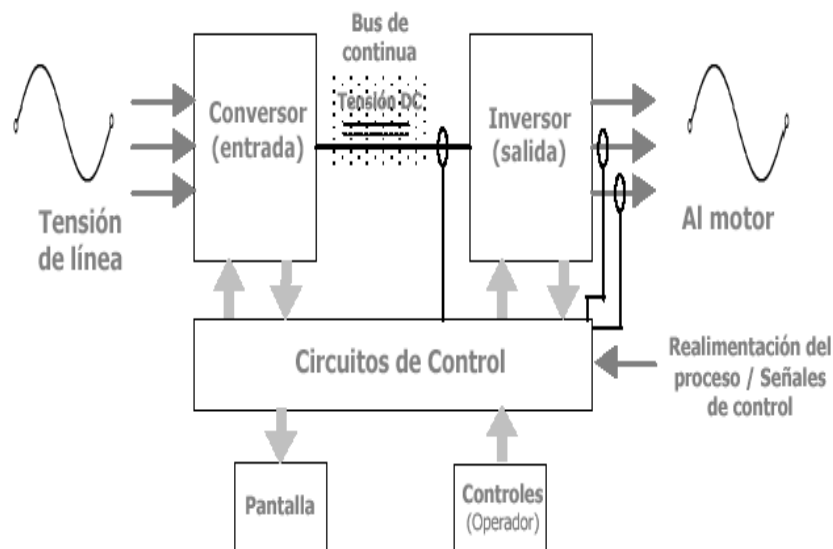 Bus de
continua
Tensión DC
Conversor
(entrada)
Inversor
(salida)
Tensión
de línea
Al motor
Circuitos de Control
Realimentación del
proceso / Señales
de control
Pantalla
Controles
(Operador)